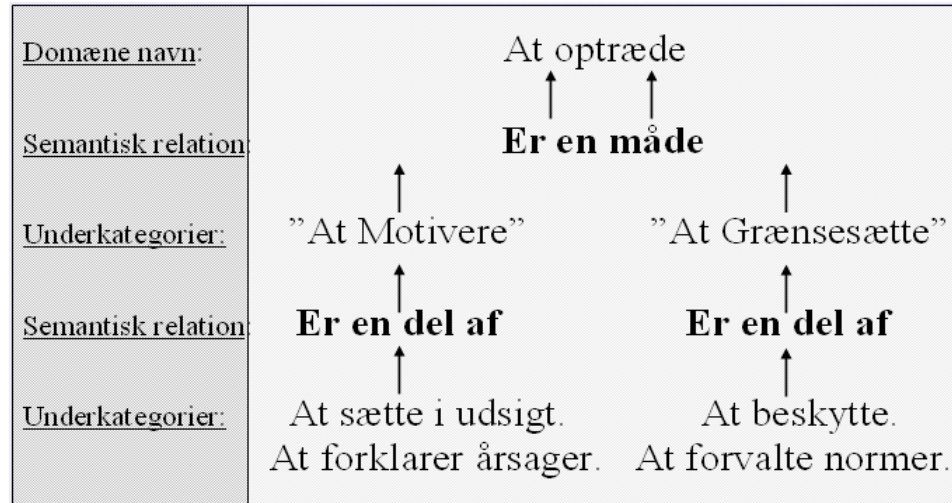 Domæne navn: At optræde
Semantisk relation: Er en måde
Underkategorier: ”At Motivere” ”At Grænsesætte”
Semantisk relation: Er en del af Er en del af
Underkategorier: At sætte i udsigt. At beskytte.
At forklarer årsager. At forvalte normer.